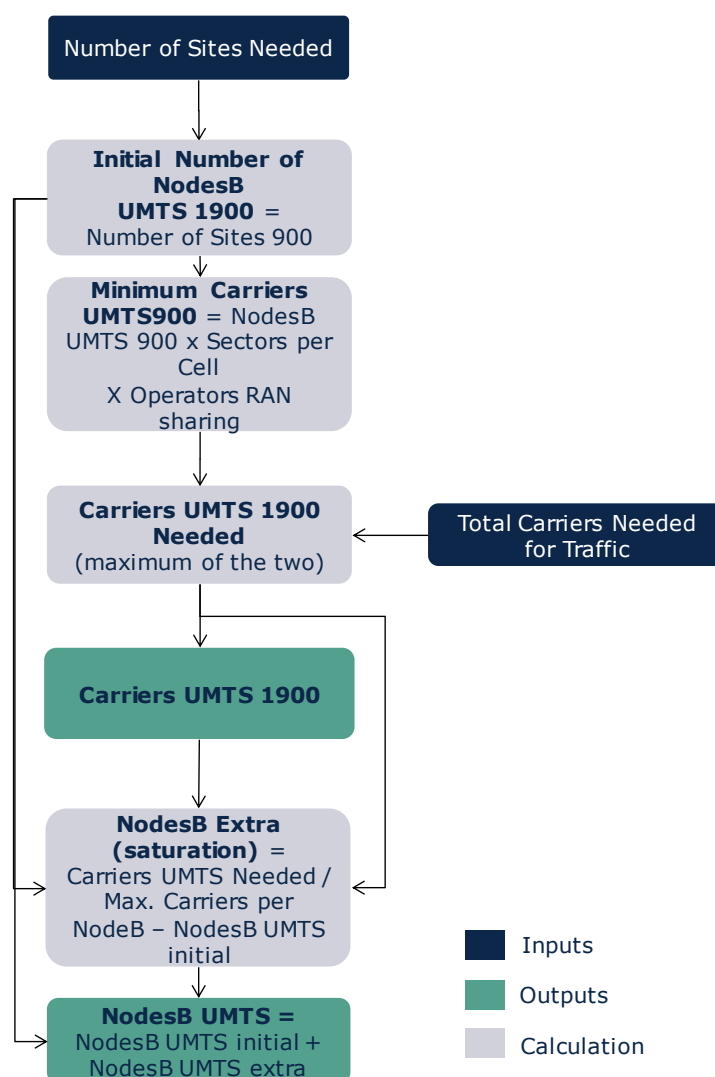 Number of Sites Needed
Initial Number of
NodesB
UMTS 1900 =
Number of Sites 900
Minimum Carriers
UMTS900 = NodesB
UMTS 900 x Sectors per
Cell
X Operators RAN
sharing
Carriers UMTS 1900
Needed
(maximum of the two)
Total Carriers Needed
for Traffic
Carriers UMTS 1900
NodesB Extra
(saturation) =
Carriers UMTS Needed /
Max. Carriers per
NodeB – NodesB UMTS
initial
NodesB UMTS =
NodesB UMTS initial +
NodesB UMTS extra
Inputs
Outputs
Calculation